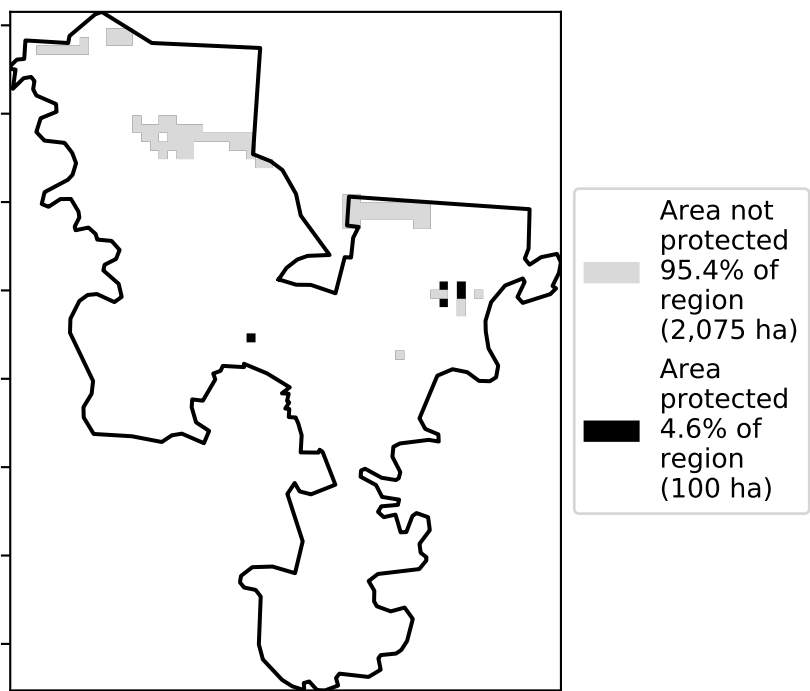 Area not
protected
95.4% of
region
(2,075 ha)
Area
protected
4.6% of
region
(100 ha)